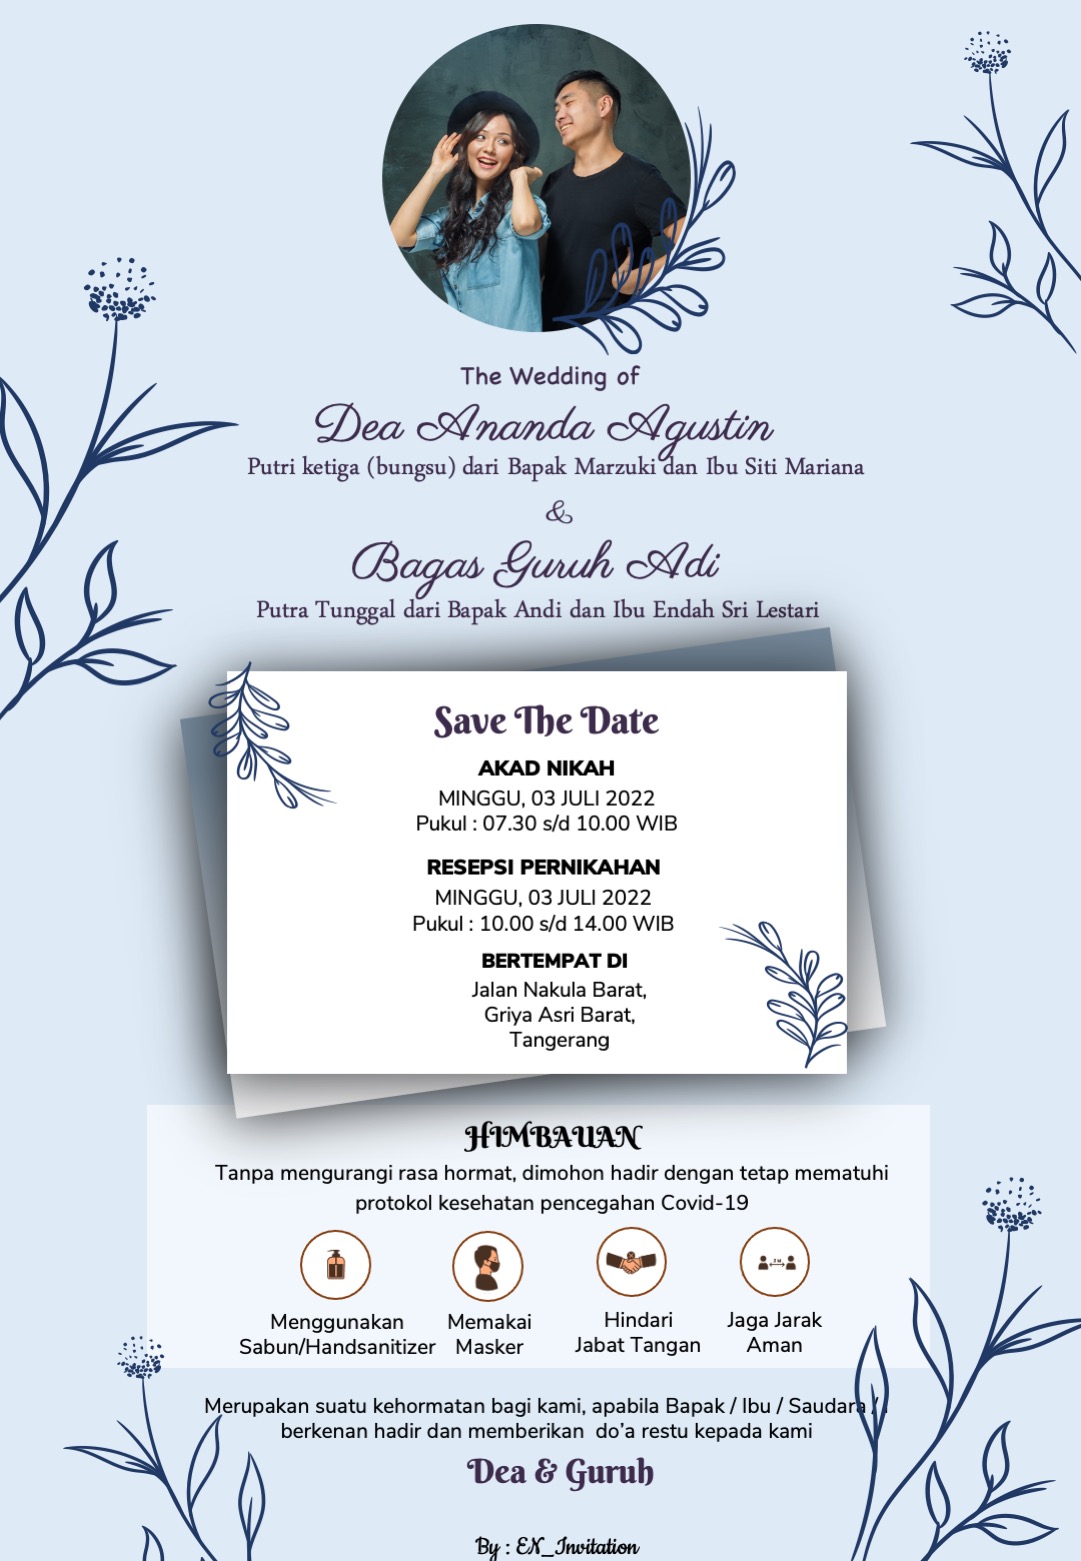 The Wedding of
Dea Ananda Agustin
Putri ketiga (bungsu) dari Bapak Marzuki dan Ibu Siti Mariana
&
Bagas Guruh Adi
Putra Tunggal dari Bapak Andi dan Ibu Endah Sri Lestari
Save The Date
AKAD NIKAH
MINGGU, 03 JULI 2022
Pukul : 07.30 s/d 10.00 WIB
RESEPSI PERNIKAHAN
MINGGU, 03 JULI 2022
Pukul : 10.00 s/d 14.00 WIB
BERTEMPAT DI
Jalan Nakula Barat,
Griya Asri Barat,
Tangerang
HIMBAUAN
Tanpa mengurangi rasa hormat, dimohon hadir dengan tetap mematuhi
protokol kesehatan pencegahan Covid-19
Menggunakan
Sabun/Handsanitizer
Memakai
Masker
Hindari
Jabat Tangan
Jaga Jarak
Aman
Merupakan suatu kehormatan bagi kami, apabila Bapak / Ibu / Saudara /
berkenan hadir dan memberikan do’a restu kepada kami
Dea & Guruh
By : EN_Invitation